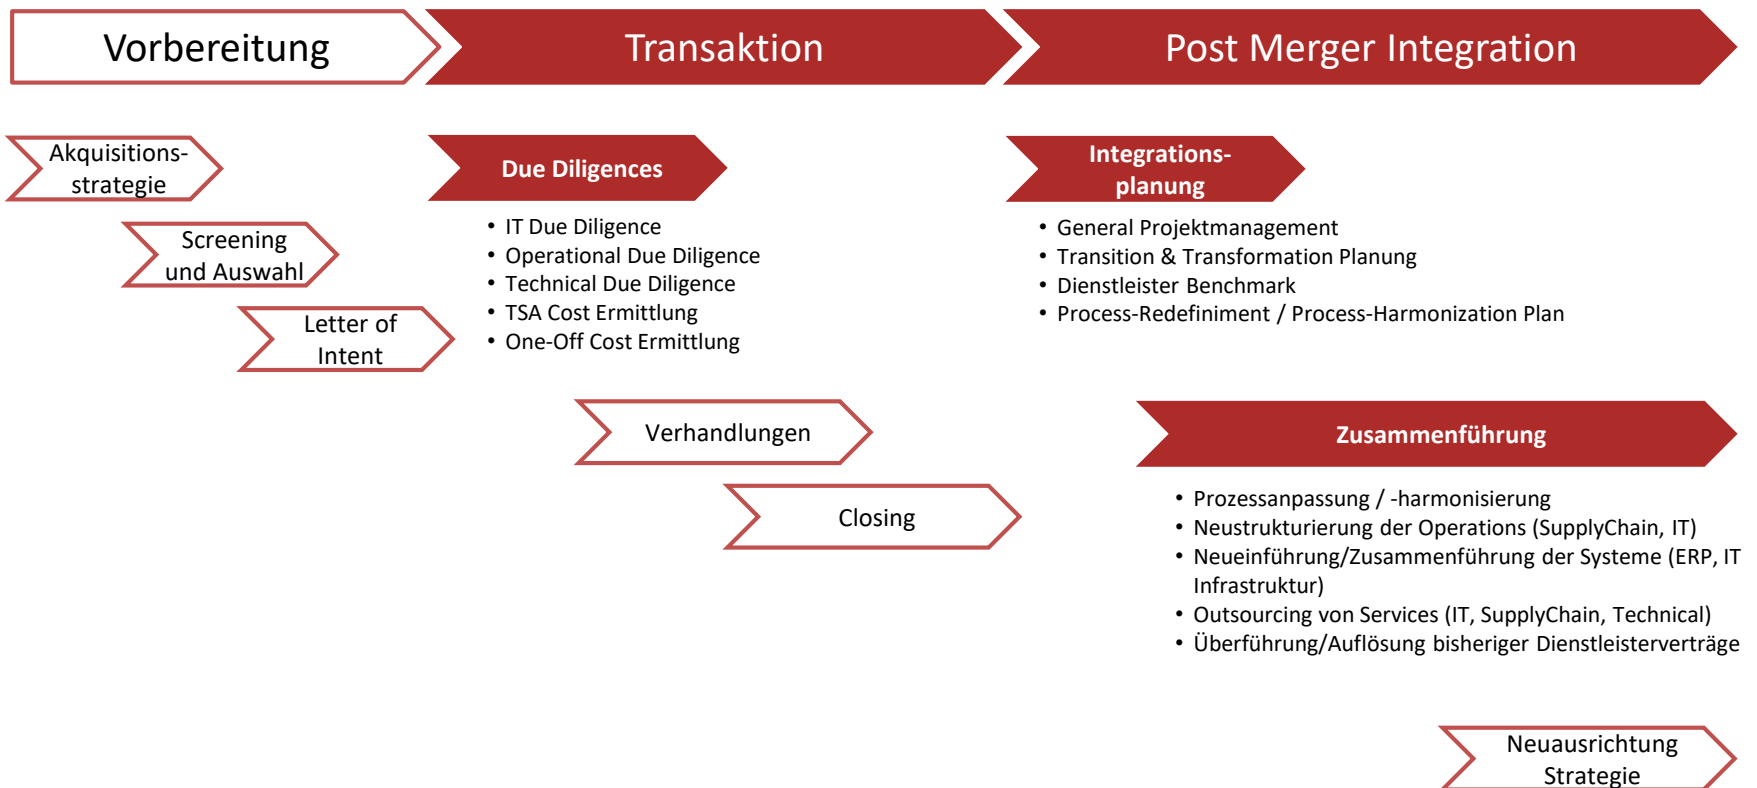 Vorbereitung
Transaktion
Post Merger Integration
Akquisitions-
strategie
Screening
und Auswahl
Letter of
Intent
Due Diligences
• IT Due Diligence
• Operational Due Diligence
• Technical Due Diligence
• TSA Cost Ermittlung
• One-Off Cost Ermittlung
Verhandlungen
Closing
Integrations-
planung
• General Projektmanagement
• Transition & Transformation Planung
• Dienstleister Benchmark
• Process-Redefiniment / Process-Harmonization Plan
Zusammenführung
• Prozessanpassung / -harmonisierung
• Neustrukturierung der Operations (SupplyChain, IT)
• Neueinführung/Zusammenführung der Systeme (ERP, IT
Infrastruktur)
• Outsourcing von Services (IT, SupplyChain, Technical)
• Überführung/Auflösung bisheriger Dienstleisterverträge
Neuausrichtung
Strategie